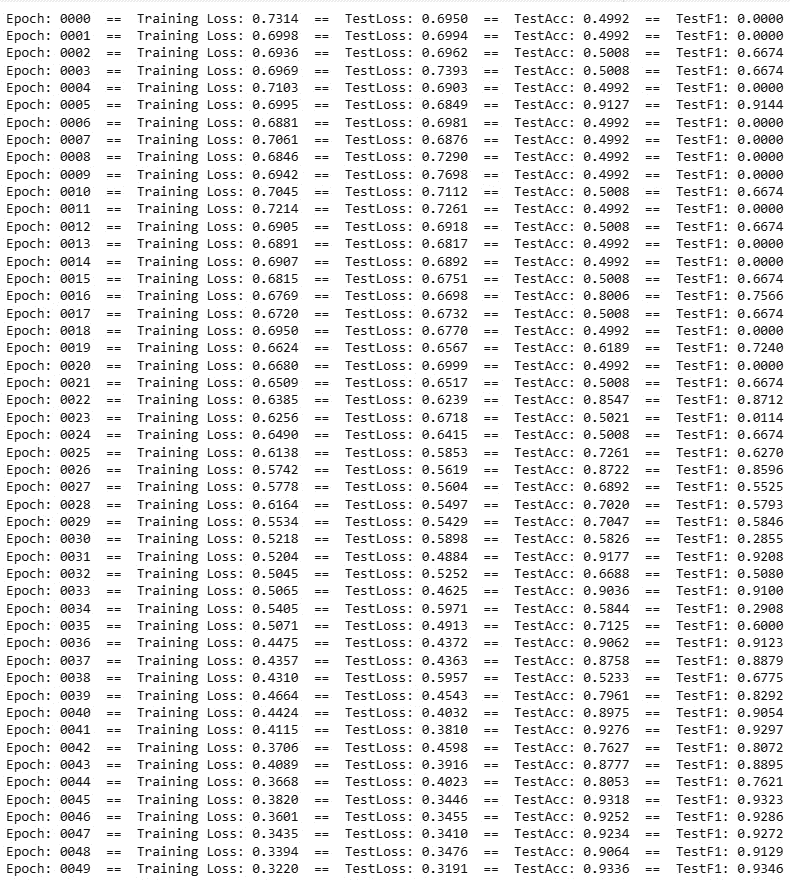 Epoch: 0000 == Training Loss: 0.7314 == TestLoss: 0.6950 == TestAcc: 0.4992 == TestF1: 0.0000
Epoch: 0001 == Training Loss: 0.6998 == TestLoss: 0.6994 == TestAcc: 0.4992 == TestF1: 0.0000
Epoch: 0002 == Training Loss: 0.6936 == TestLoss: 0.6962 == TestAcc: 0.5008 == TestF1: 0.6674
Epoch: 0003 == Training Loss: 0.6969 == TestLoss: 0.7393 == TestAcc: 0.5008 == TestF1: 0.6674
Epoch: 0004 == Training Loss: 0.7103 == TestLoss: 0.6903 == TestAcc: 0.4992 == TestF1: 0.0000
Epoch: 0005 == Training Loss: 0.6995 == TestLoss: 0.6849 == TestAcc: 0.9127 == TestF1: 0.9144
Epoch: 0006 == Training Loss: 0.6881 == TestLoss: 0.6981 == TestAcc: 0.4992 == TestF1: 0.0000
Epoch: 0007 == Training Loss: 0.7061 == TestLoss: 0.6876 == TestAcc: 0.4992 == TestF1: 0.0000
Epoch: 0008 == Training Loss: 0.6846 == TestLoss: 0.7290 == TestAcc: 0.4992 == TestF1: 0.0000
Epoch: 0009 == Training Loss: 0.6942 == TestLoss: 0.7698 == TestAcc: 0.4992 == TestF1: 0.0000
Epoch: 0010 == Training Loss: 0.7045 == TestLoss: 0.7112 == TestAcc: 0.5008 == TestF1: 0.6674
Epoch: 0011 == Training Loss: 0.7214 == TestLoss: 0.7261 == TestAcc: 0.4992 == TestF1: 0.0000
Epoch: 0012 == Training Loss: 0.6905 == TestLoss: 0.6918 == TestAcc: 0.5008 == TestF1: 0.6674
Epoch: 0013 == Training Loss: 0.6891 == TestLoss: 0.6817 == TestAcc: 0.4992 == TestF1: 0.0000
Epoch: 0014 == Training Loss: 0.6907 == TestLoss: 0.6892 == TestAcc: 0.4992 == TestF1: 0.0000
Epoch: 0015 == Training Loss: 0.6815 == TestLoss: 0.6751 == TestAcc: 0.5008 == TestF1: 0.6674
Epoch: 0016 == Training Loss: 0.6769 == TestLoss: 0.6698 == TestAcc: 0.8006 == TestF1: 0.7566
Epoch: 0017 == Training Loss: 0.6720 == TestLoss: 0.6732 == TestAcc: 0.5008 == TestF1: 0.6674
Epoch: 0018 == Training Loss: 0.6950 == TestLoss: 0.6770 == TestAcc: 0.4992 == TestF1: 0.0000
Epoch: 0019 == Training Loss: 0.6624 == TestLoss: 0.6567 == TestAcc: 0.6189 == TestF1: 0.7240
Epoch: 0020 == Training Loss: 0.6680 == TestLoss: 0.6999 == TestAcc: 0.4992 == TestF1: 0.0000
Epoch: 0021 == Training Loss: 0.6509 == TestLoss: 0.6517 == TestAcc: 0.5008 == TestF1: 0.6674
Epoch: 0022 == Training Loss: 0.6385 == TestLoss: 0.6239 == TestAcc: 0.8547 == TestF1: 0.8712
Epoch: 0023 == Training Loss: 0.6256 == TestLoss: 0.6718 == TestAcc: 0.5021 == TestF1: 0.0114
Epoch: 0024 == Training Loss: 0.6490 == TestLoss: 0.6415 == TestAcc: 0.5008 == TestF1: 0.6674
Epoch: 0025 == Training Loss: 0.6138 == TestLoss: 0.5853 == TestAcc: 0.7261 == TestF1: 0.6270
Epoch: 0026 == Training Loss: 0.5742 == TestLoss: 0.5619 == TestAcc: 0.8722 == TestF1: 0.8596
Epoch: 0027 == Training Loss: 0.5778 == TestLoss: 0.5604 == TestAcc: 0.6892 == TestF1: 0.5525
Epoch: 0028 == Training Loss: 0.6164 == TestLoss: 0.5497 == TestAcc: 0.7020 == TestF1: 0.5793
Epoch: 0029 == Training Loss: 0.5534 == TestLoss: 0.5429 == TestAcc: 0.7047 == TestF1: 0.5846
Epoch: 0030 == Training Loss: 0.5218 == TestLoss: 0.5898 == TestAcc: 0.5826 == TestF1: 0.2855
Epoch: 0031 == Training Loss: 0.5204 == TestLoss: 0.4884 == TestAcc: 0.9177 == TestF1: 0.9208
Epoch: 0032 == Training Loss: 0.5045 == TestLoss: 0.5252 == TestAcc: 0.6688 == TestF1: 0.5080
Epoch: 0033 == Training Loss: 0.5065 == TestLoss: 0.4625 == TestAcc: 0.9036 == TestF1: 0.9100
Epoch: 0034 == Training Loss: 0.5405 == TestLoss: 0.5971 == TestAcc: 0.5844 == TestF1: 0.2908
Epoch: 0035 == Training Loss: 0.5071 == TestLoss: 0.4913 == TestAcc: 0.7125 == TestF1: 0.6000
Epoch: 0036 == Training Loss: 0.4475 == TestLoss: 0.4372 == TestAcc: 0.9062 == TestF1: 0.9123
Epoch: 0037 == Training Loss: 0.4357 == TestLoss: 0.4363 == TestAcc: 0.8758 == TestF1: 0.8879
Epoch: 0038 == Training Loss: 0.4310 == TestLoss: 0.5957 == TestAcc: 0.5233 == TestF1: 0.6775
Epoch: 0039 == Training Loss: 0.4664 == TestLoss: 0.4543 == TestAcc: 0.7961 == TestF1: 0.8292
Epoch: 0040 == Training Loss: 0.4424 == TestLoss: 0.4032 == TestAcc: 0.8975 == TestF1: 0.9054
Epoch: 0041 == Training Loss: 0.4115 == TestLoss: 0.3810 == TestAcc: 0.9276 == TestF1: 0.9297
Epoch: 0042 == Training Loss: 0.3706 == TestLoss: 0.4598 == TestAcc: 0.7627 == TestF1: 0.8072
Epoch: 0043 == Training Loss: 0.4089 == TestLoss: 0.3916 == TestAcc: 0.8777 == TestF1: 0.8895
Epoch: 0044 == Training Loss: 0.3668 == TestLoss: 0.4023 == TestAcc: 0.8053 == TestF1: 0.7621
Epoch: 0045 == Training Loss: 0.3820 == TestLoss: 0.3446 == TestAcc: 0.9318 == TestF1: 0.9323
Epoch: 0046 == Training Loss: 0.3601 == TestLoss: 0.3455 == TestAcc: 0.9252 == TestF1: 0.9286
Epoch: 0047 == Training Loss: 0.3435 == TestLoss: 0.3410 == TestAcc: 0.9234 == TestF1: 0.9272
Epoch: 0048 == Training Loss: 0.3394 == TestLoss: 0.3476 == TestAcc: 0.9064 == TestF1: 0.9129
Epoch: 0049 == Training Loss: 0.3220 == TestLoss: 0.3191 == TestAcc: 0.9336 == TestF1: 0.9346